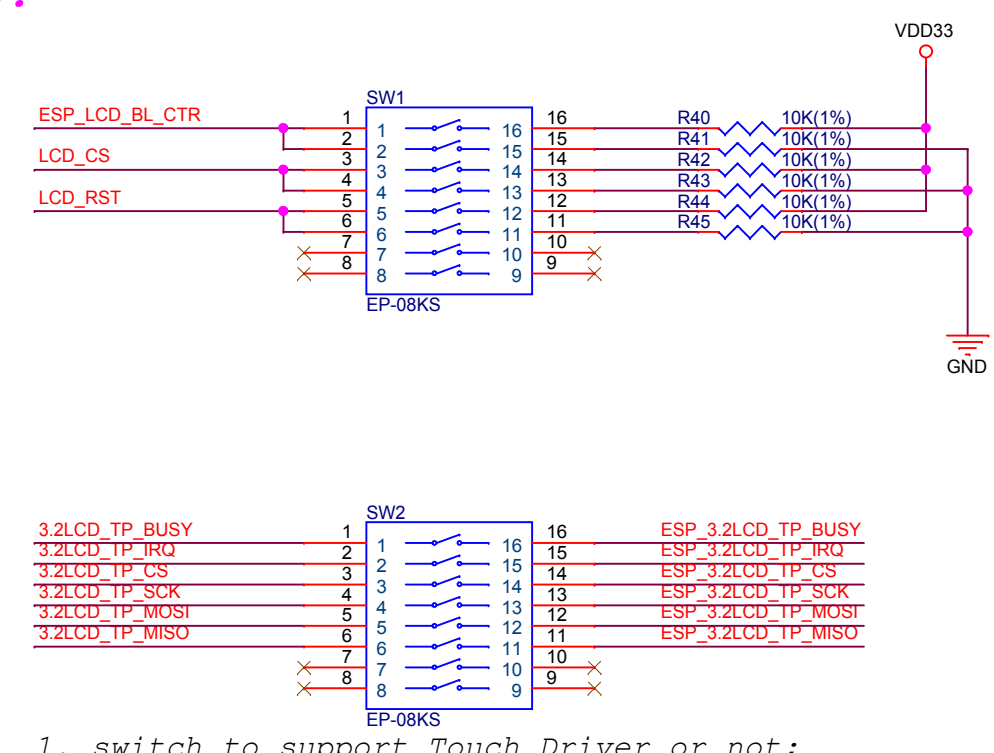 VDD33
SW1
ESP_LCD_BL_CTR 1 1 16 16 R40 10K(1%)
2 2 15 15 R41 10K(1%)
LCD_CS 3 3 14 14 R42 10K(1%)
4 4 13 13 R43 10K(1%)
LCD_RST 5 5 12 12 R44 10K(1%)
6 6 11 11 R45 10K(1%)
7 7 10 10
8 8 9 9
EP-08KS
GND
SW2
3.2LCD_TP_BUSY 1 1 16 16 ESP_3.2LCD_TP_BUSY
3.2LCD_TP_IRQ 2 2 15 15 ESP_3.2LCD_TP_IRQ
3.2LCD_TP_CS 3 3 14 14 ESP_3.2LCD_TP_CS
3.2LCD_TP_SCK 4 4 13 13 ESP_3.2LCD_TP_SCK
3.2LCD_TP_MOSI 5 5 12 12 ESP_3.2LCD_TP_MOSI
3.2LCD_TP_MISO 6 6 11 11 ESP_3.2LCD_TP_MISO
7 7 10 10
8 8 9 9
EP-08KS
1. switch to support Touch Driver or not;